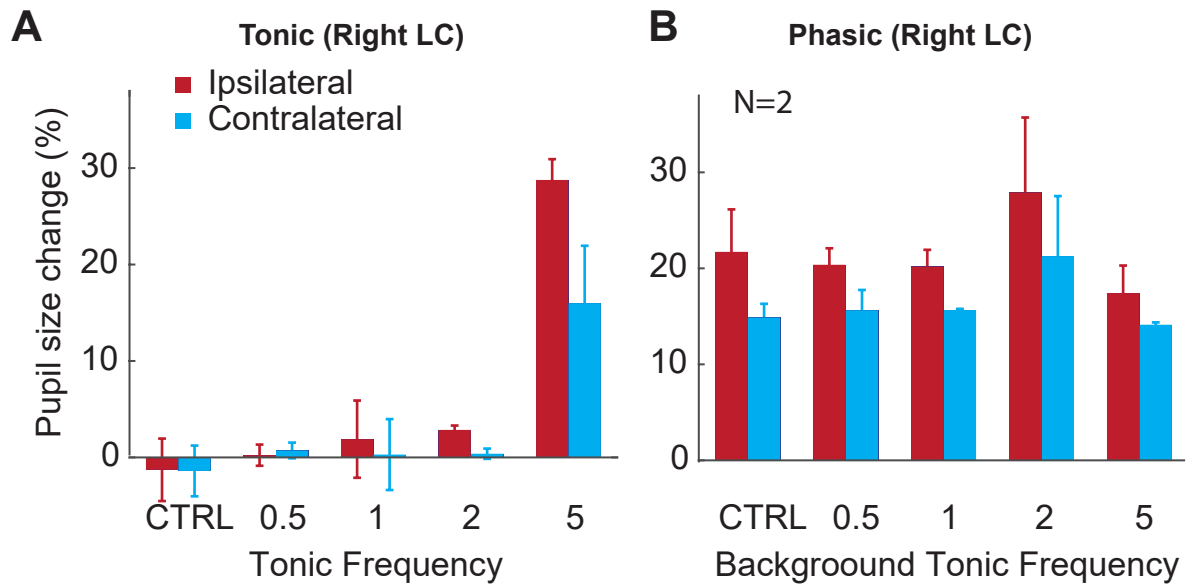 A
Tonic (Right LC)
Ipsilateral
Contralateral
Pupil size change (%)
30
20
10
0
CTRL 0.5 1 2 5
Tonic Frequency
B
Phasic (Right LC)
N=2
30
20
10
0
CTRL 0.5 1 2 5
Backgroound Tonic Frequency